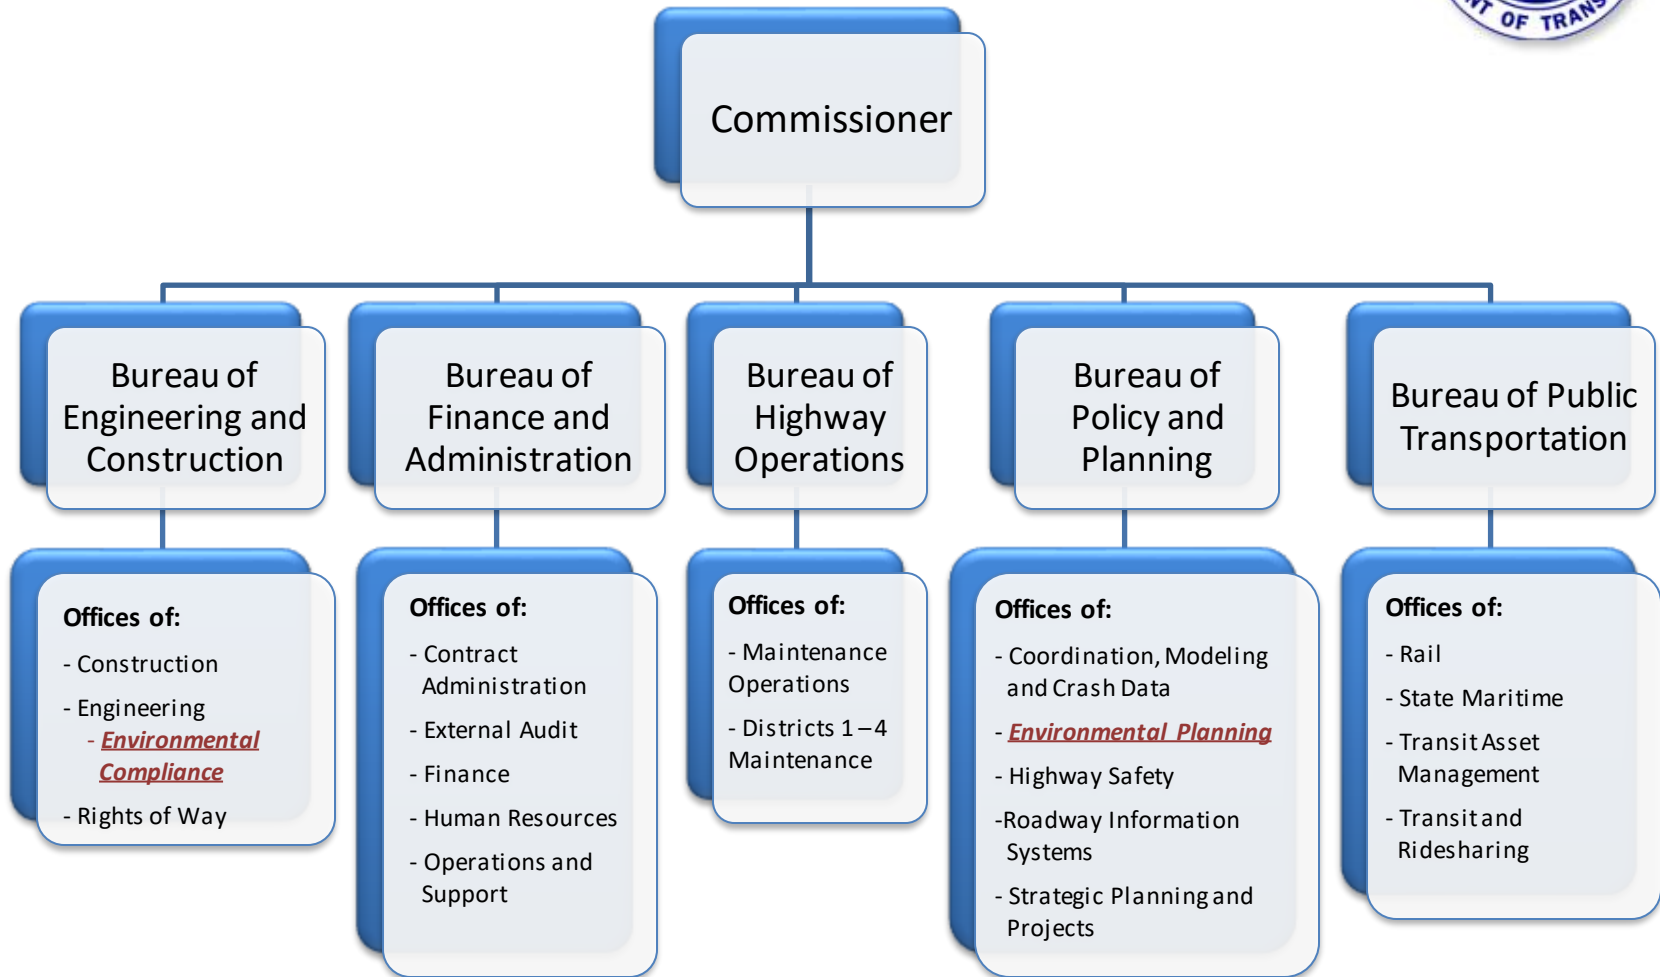 NT OF TRANS
Commissioner
Bureau of
Engineering and
Construction
Bureau of
Finance and
Administration
Bureau of
Highway
Operations
Bureau of
Policy and
Planning
Bureau of Public
Transportation
Offices of:
- Construction
- Engineering
- Environmental
Compliance
- Rights of Way
Offices of:
- Contract
Administration
- External Audit
- Finance
- Human Resources
- Operations and
Support
Offices of:
- Maintenance
Operations
- Districts 1–4
Maintenance
Offices of:
- Coordination, Modeling
and Crash Data
- Environmental Planning
- Highway Safety
-Roadway Information
Systems
- Strategic Planning and
Projects
Offices of:
- Rail
- State Maritime
- Transit Asset
Management
- Transit and
Ridesharing